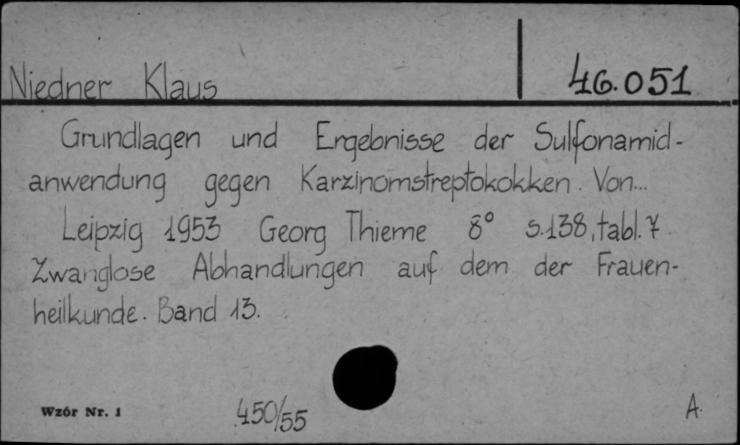 Niedner Klaus
46.051
Grundlagen und Ergebnisse der Sulfonamid-
anwendung gegen Karzinomstreptokokken. Von...
Leipzig 1953 Georg Thieme 8° s.138, tabl. 7
Zwanglose Abhandlungen auf dem der Frauen-
heilkunde. Band 13.
Wzór Nr. 1
450/55
A.